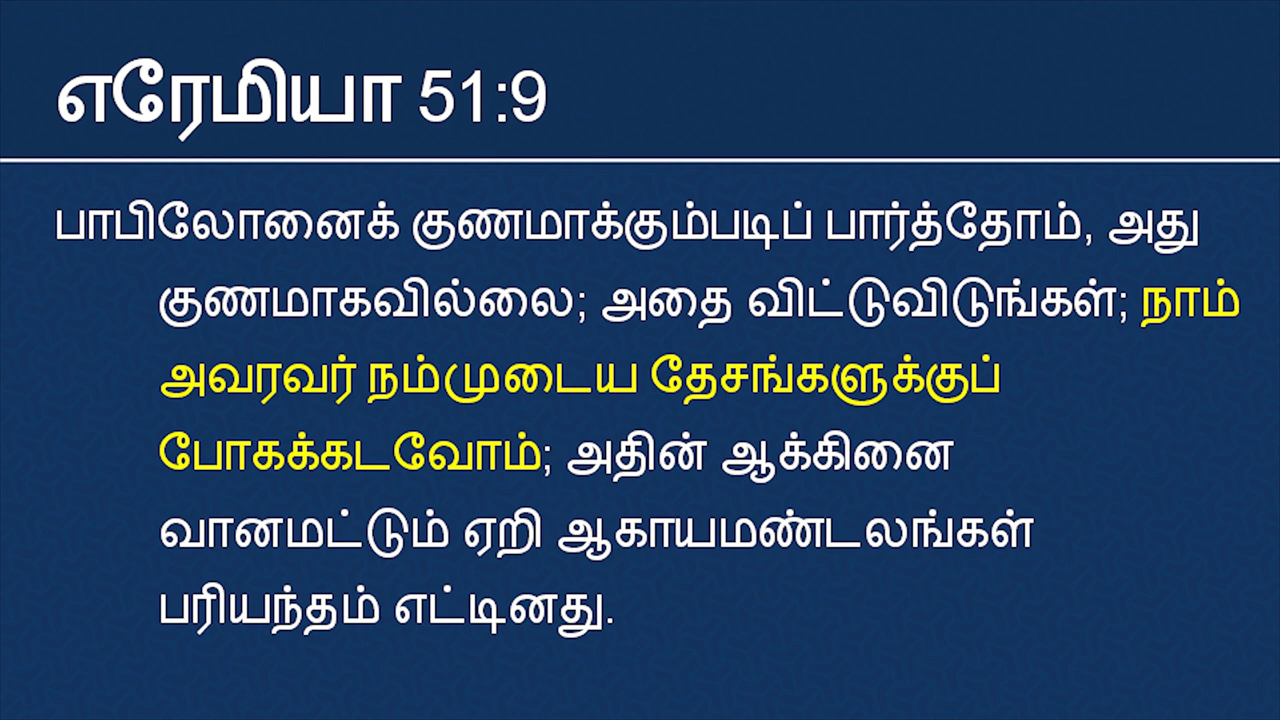 எரேமியா 51:9
பாபிலோனைக் குணமாக்கும்படிப் பார்த்தோம், அது
குணமாகவில்லை; அதை விட்டுவிடுங்கள்; நாம்
அவரவர் நம்முடைய தேசங்களுக்குப்
போகக்கடவோம்; அதின் ஆக்கினை
வானமட்டும் ஏறி ஆகாயமண்டலங்கள்
பரியந்தம் எட்டினது.